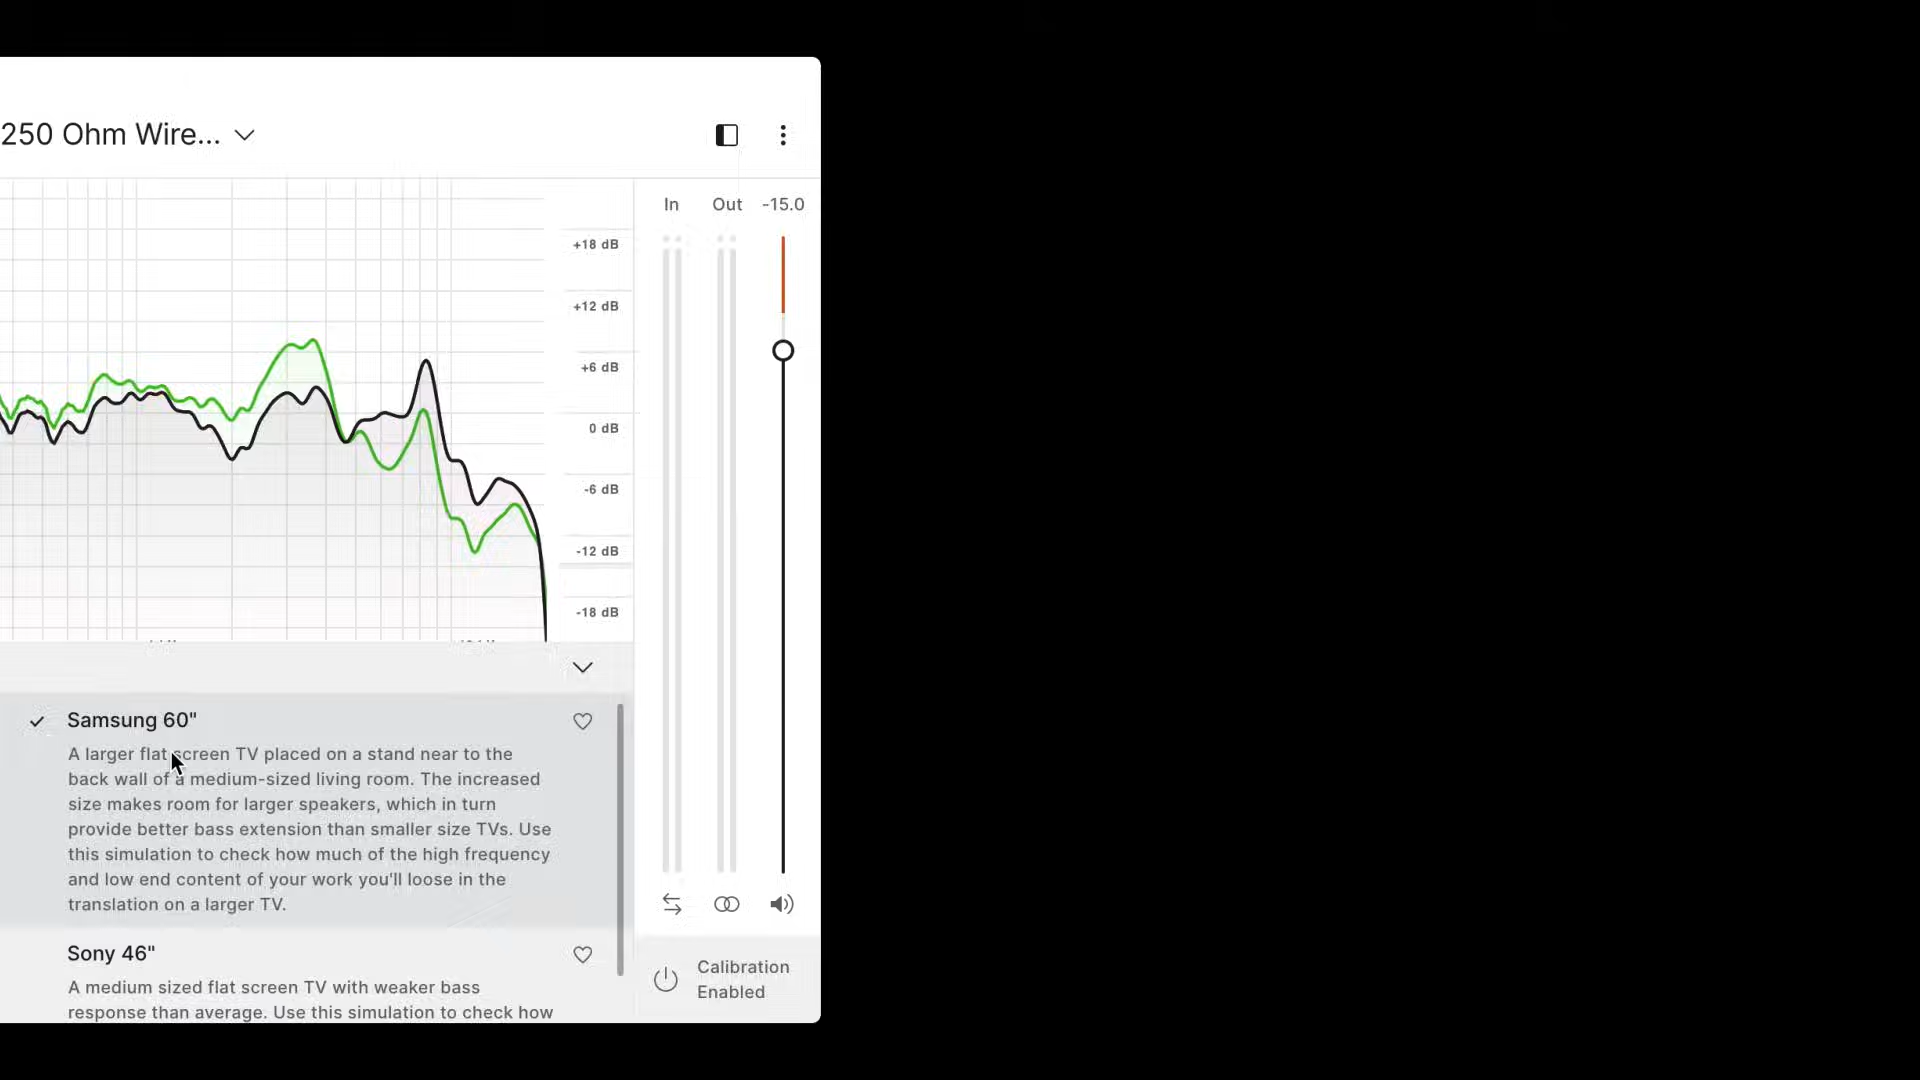 250 Ohm Wire...
In Out -15.0
+18 dB
+12 dB
+6 dB
0 dB
-6 dB
-12 dB
-18 dB
Samsung 60"
A larger flat screen TV placed on a stand near to the
back wall of a medium-sized living room. The increased
size makes room for larger speakers, which in turn
provide better bass extension than smaller size TVs. Use
this simulation to check how much of the high frequency
and low end content of your work you'll loose in the
translation on a larger TV.
Sony 46"
A medium sized flat screen TV with weaker bass
response than average. Use this simulation to check how
Calibration
Enabled